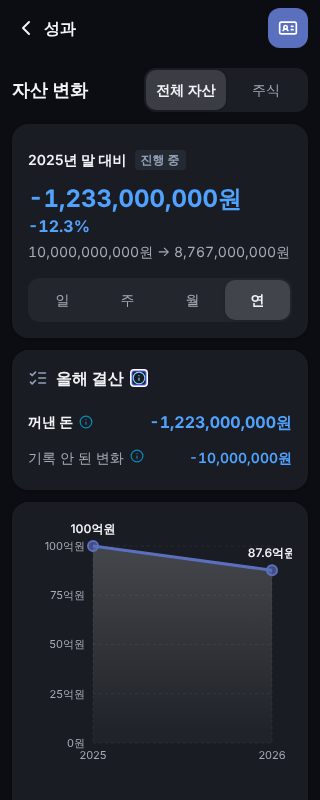 성과
자산 변화
전체 자산
주식
2025년 말 대비
진행 중
-1,233,000,000원
-12.3%
10,000,000,000원 → 8,767,000,000원
일
주
월
연
올해 결산
꺼낸 돈
-1,223,000,000원
기록 안 된 변화
-10,000,000원
100억원
87.6억원
100억원
75억원
50억원
25억원
0원
2025
2026